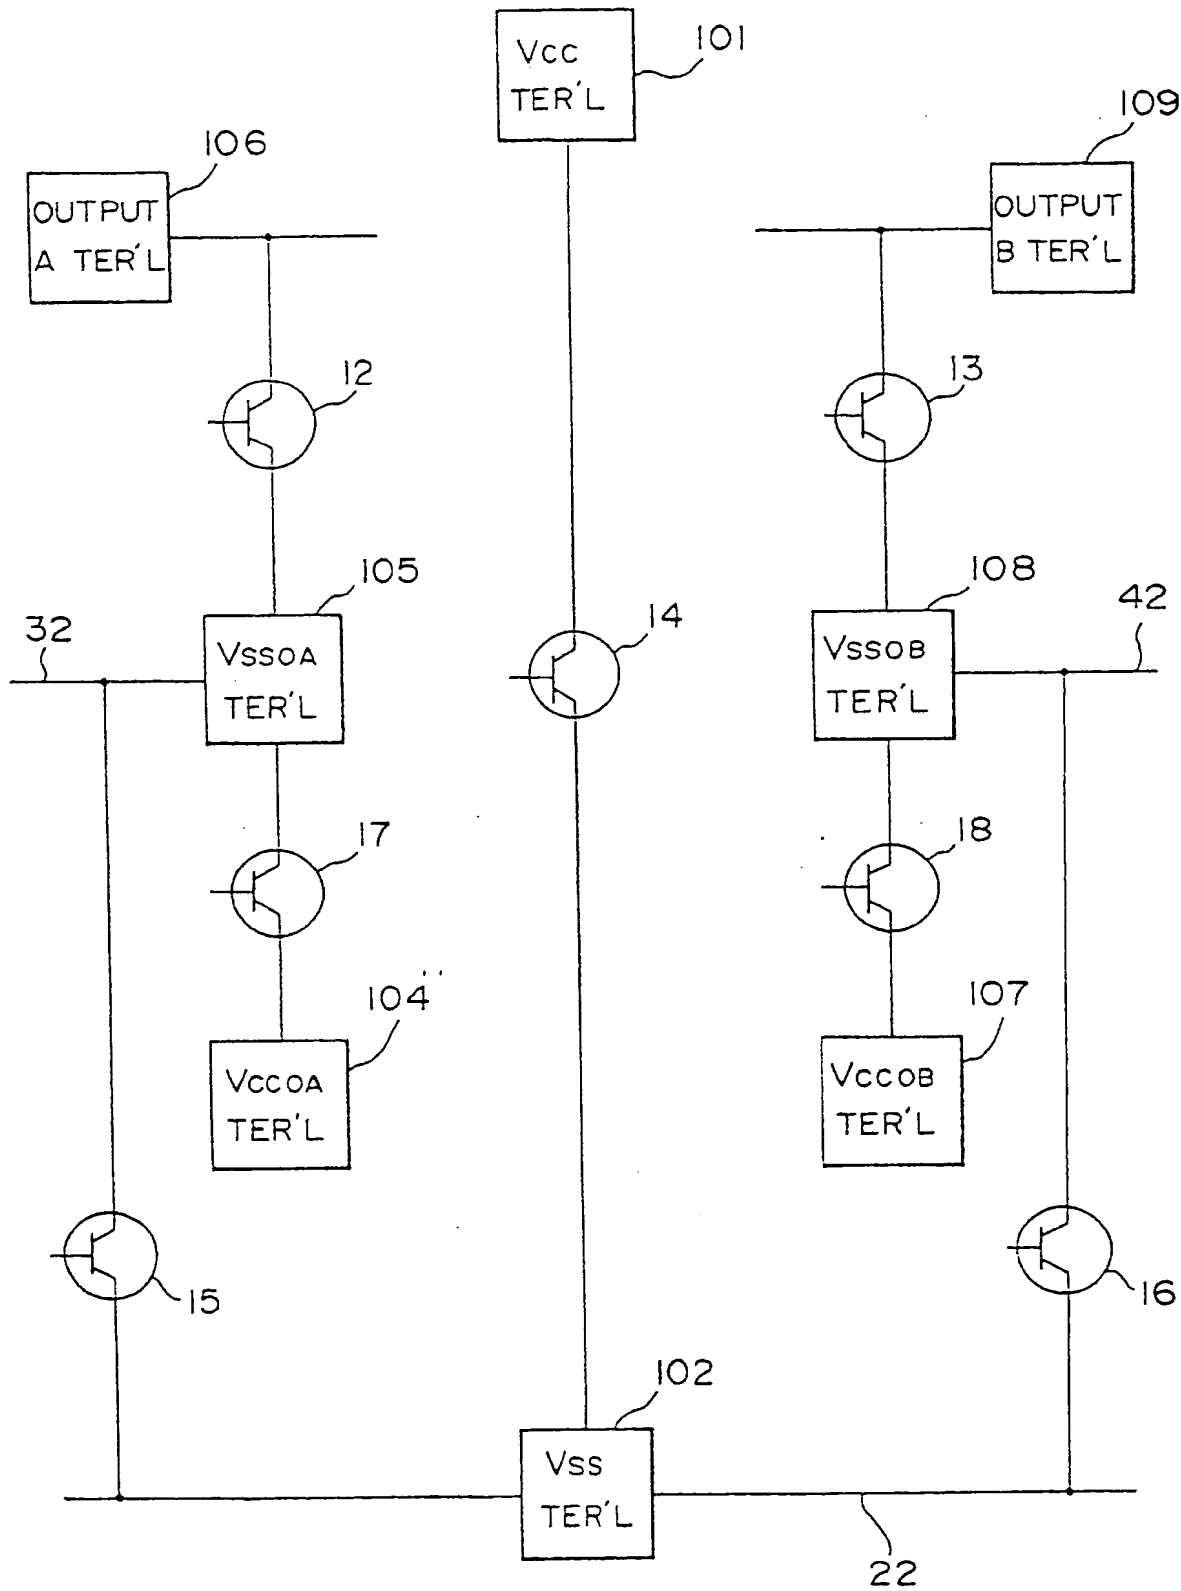 VCC
TER'L
101
109
106
OUTPUT
A TER'L
OUTPUT
B TER'L
12
13
105
108
14
42
32
VSSOA
TER'L
VSSOB
TER'L
17
18
104
107
VCCOA
TER'L
VCCOB
TER'L
15
16
102
VSS
TER'L
22